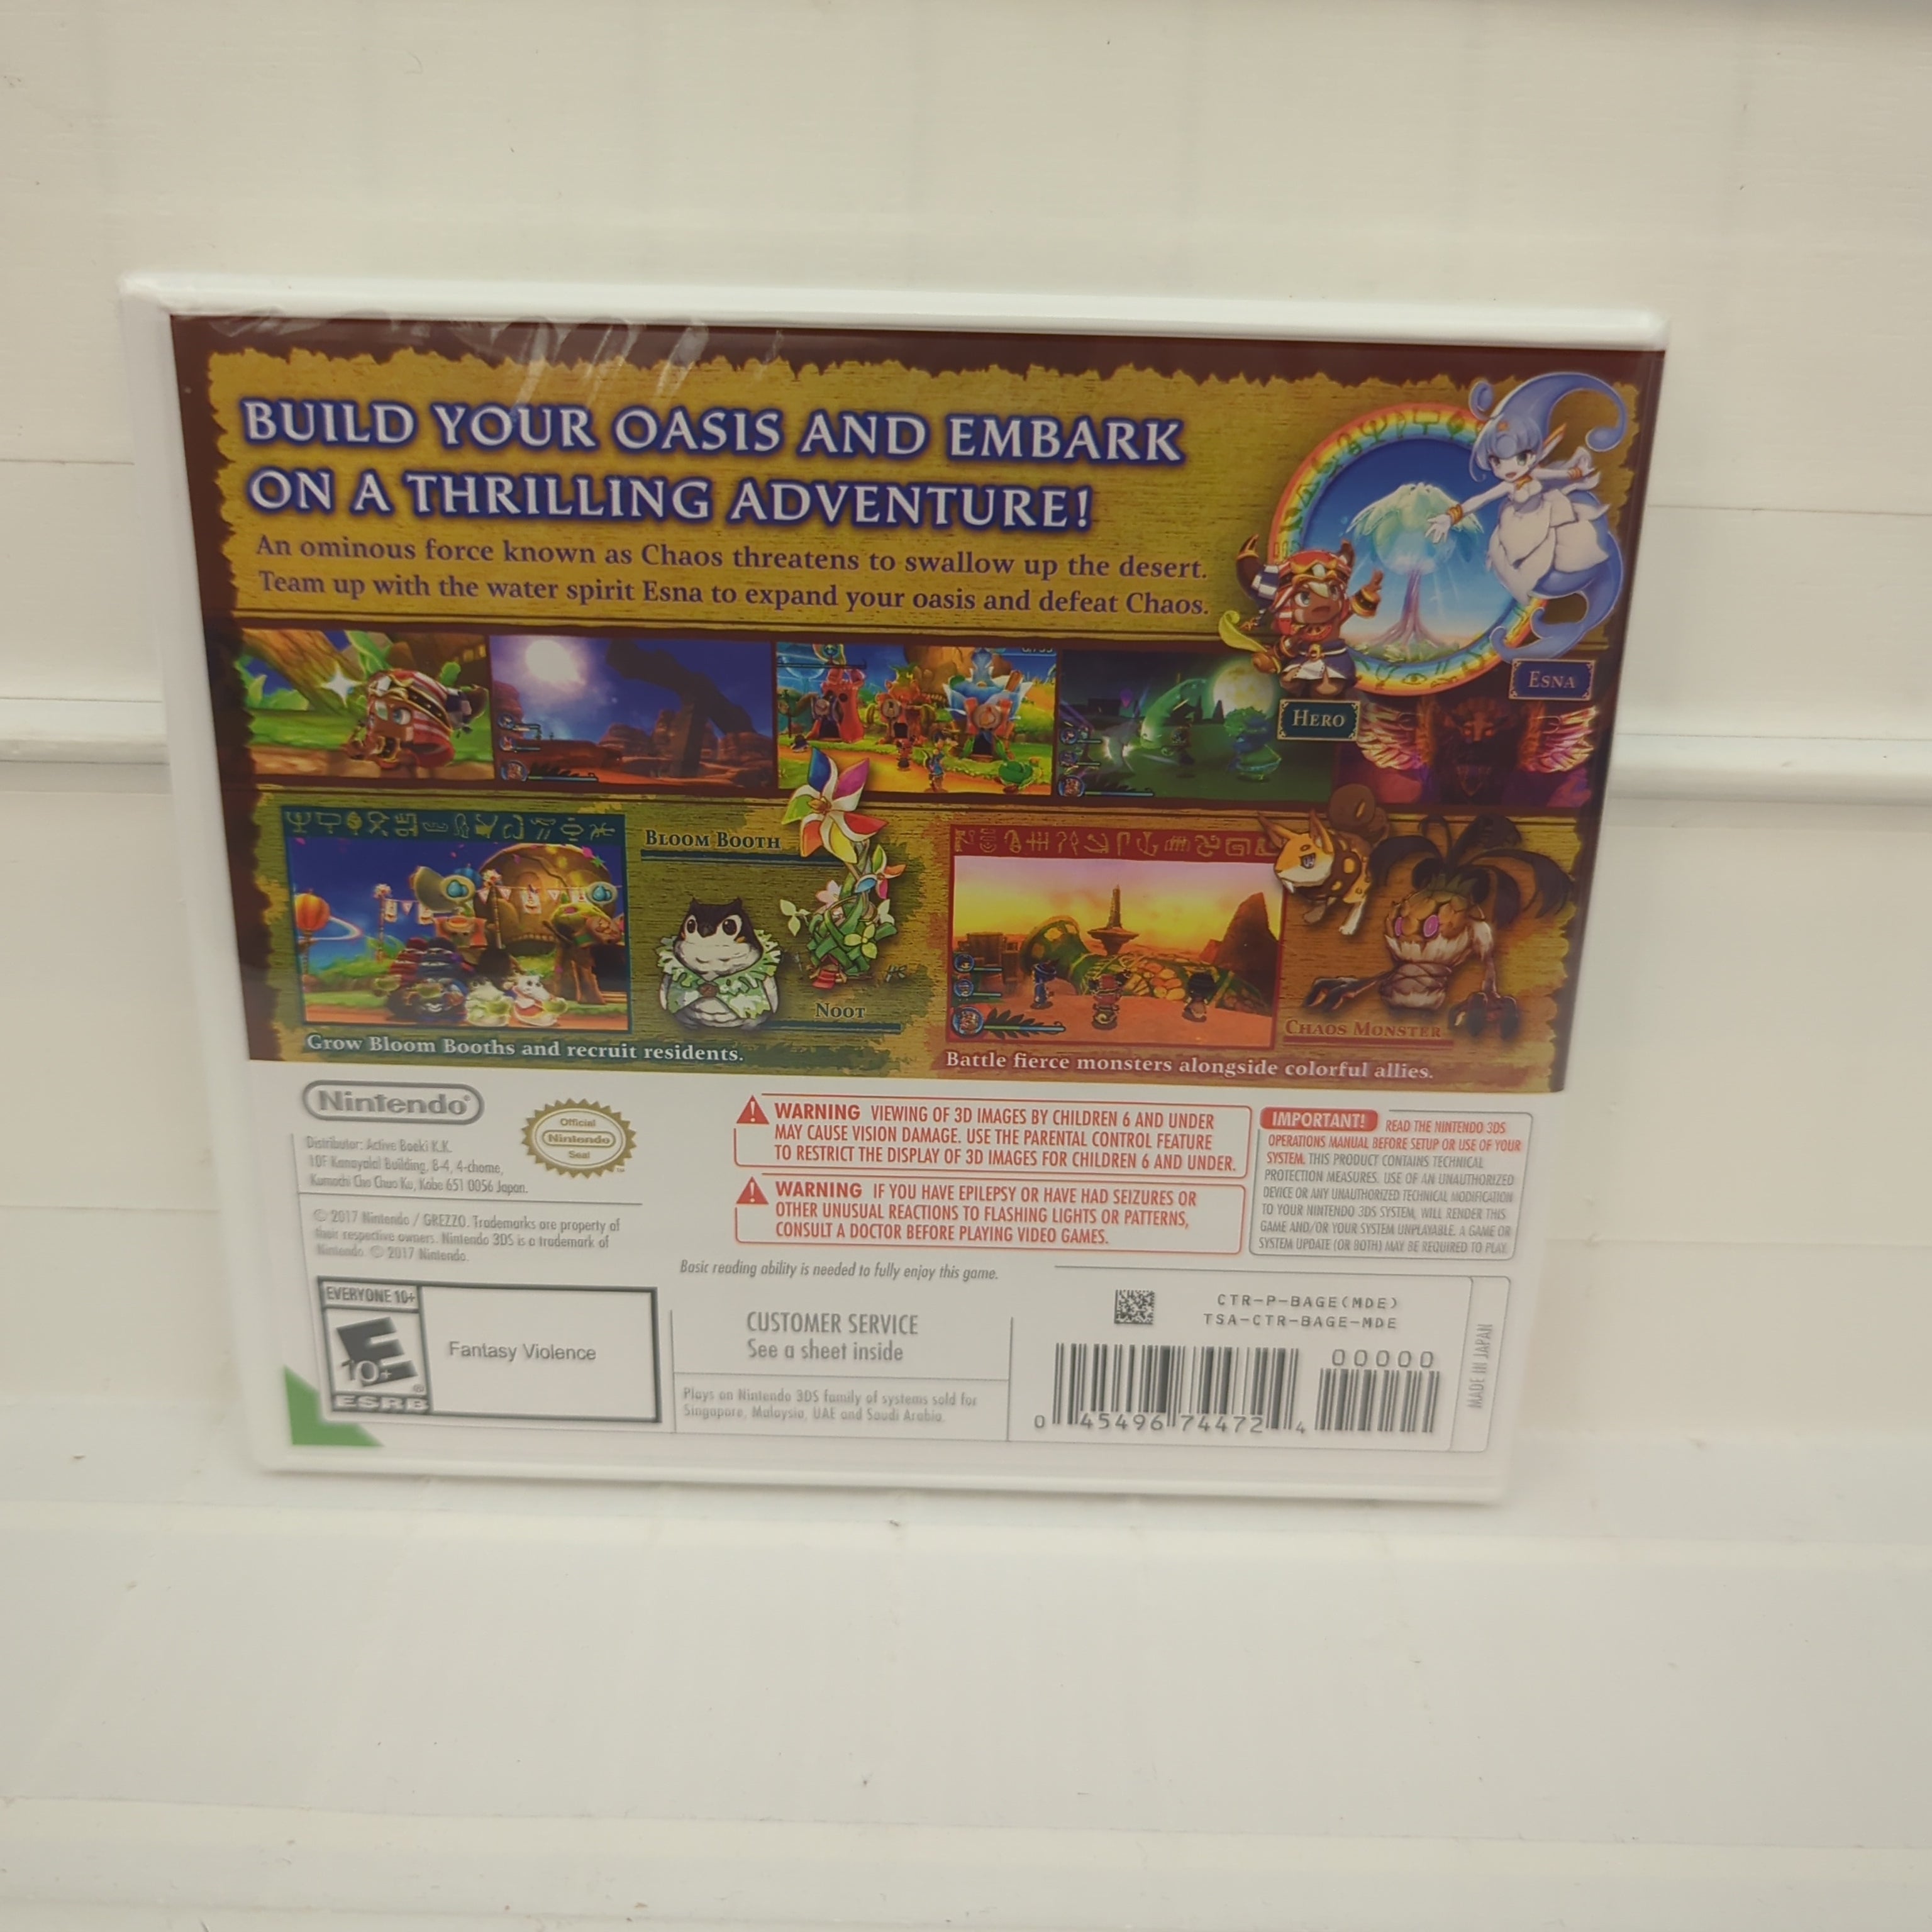 BUILD YOUR OASIS AND EMBARK
ON A THRILLING ADVENTURE!
An ominous force known as Chaos threatens to swallow up the desert.
Team up with the water spirit Esna to expand your oasis and defeat Chaos.
ESNA
HERO
BLOOM BOOTH
NOOT
CHAOS MONSTER
Grow Bloom Booths and recruit residents.
Battle fierce monsters alongside colorful allies.
Nintendo®
Official
Nintendo
Seal
TM
Distributor: Active Boeki K.K.
10F Kanayalal Building, 8-4, 4-chome,
Kumochi Cho Chuo Ku, Kobe 651 0056 Japan.
© 2017 Nintendo / GREZZO. Trademarks are property of
their respective owners. Nintendo 3DS is a trademark of
Nintendo. © 2017 Nintendo.
WARNING VIEWING OF 3D IMAGES BY CHILDREN 6 AND UNDER
MAY CAUSE VISION DAMAGE. USE THE PARENTAL CONTROL FEATURE
TO RESTRICT THE DISPLAY OF 3D IMAGES FOR CHILDREN 6 AND UNDER.
WARNING IF YOU HAVE EPILEPSY OR HAVE HAD SEIZURES OR
OTHER UNUSUAL REACTIONS TO FLASHING LIGHTS OR PATTERNS,
CONSULT A DOCTOR BEFORE PLAYING VIDEO GAMES.
IMPORTANT! READ THE NINTENDO 3DS
OPERATIONS MANUAL BEFORE SETUP OR USE OF YOUR
SYSTEM. THIS PRODUCT CONTAINS TECHNICAL
PROTECTION MEASURES. USE OF AN UNAUTHORIZED
DEVICE OR ANY UNAUTHORIZED TECHNICAL MODIFICATION
TO YOUR NINTENDO 3DS SYSTEM, WILL RENDER THIS
GAME AND/OR YOUR SYSTEM UNPLAYABLE. A GAME OR
SYSTEM UPDATE (OR BOTH) MAY BE REQUIRED TO PLAY.
Basic reading ability is needed to fully enjoy this game.
EVERYONE 10+
E
10+
®
ESRB
Fantasy Violence
CUSTOMER SERVICE
See a sheet inside
Plays on Nintendo 3DS family of systems sold for
Singapore, Malaysia, UAE and Saudi Arabia.
CTR-P-BAGE(MDE)
TSA-CTR-BAGE-MDE
00000
0 45496 74472 4
MADE IN JAPAN